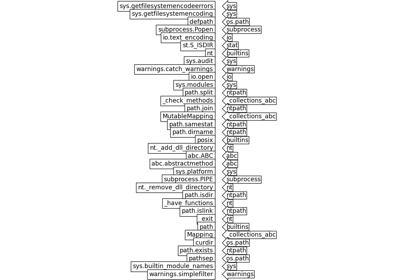 sys.getfilesystemencodeerrors sys
sys.getfilesystemencoding sys
defpath os.path
subprocess.Popen subprocess
io.text_encoding io
st.S_ISDIR stat
nt builtins
sys.audit sys
warnings.catch_warnings warnings
io.open io
sys.modules sys
path.split ntpath
_check_methods _collections_abc
path.join ntpath
MutableMapping _collections_abc
path.samestat ntpath
path.dirname ntpath
posix builtins
nt._add_dll_directory nt
abc.ABC abc
abc.abstractmethod abc
sys.platform sys
subprocess.PIPE subprocess
nt._remove_dll_directory nt
path.isdir ntpath
_have_functions nt
path.islink ntpath
_exit nt
path builtins
Mapping _collections_abc
curdir os.path
path.exists ntpath
pathsep os.path
sys.builtin_module_names sys
warnings.simplefilter warnings